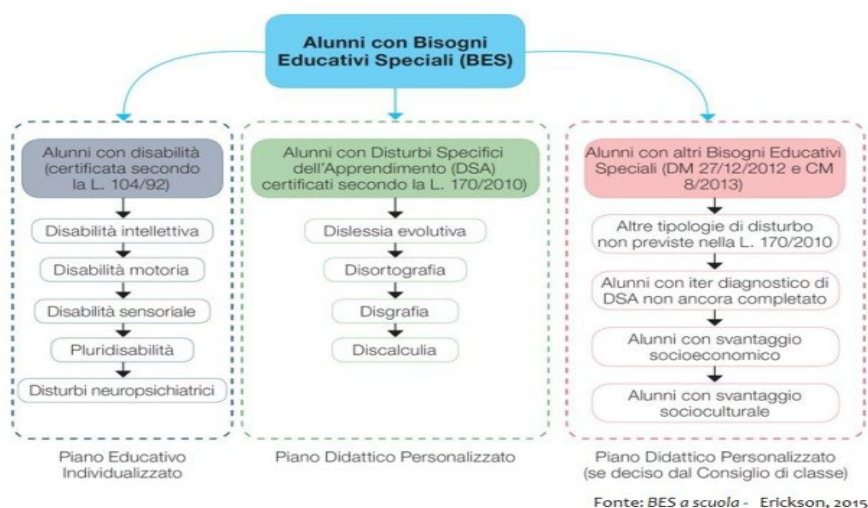 Alunni con Bisogni
Educativi Speciali (BES)
Alunni con disabilità
(certificata secondo
la L. 104/92)
Disabilità intellettiva
Disabilità motoria
Disabilità sensoriale
Pluridisabilità
Disturbi neuropsichiatrici
Piano Educativo
Individualizzato
Alunni con Disturbi Specifici
dell'Apprendimento (DSA)
certificati secondo la L. 170/2010)
Dislessia evolutiva
Disortografia
Disgrafia
Discalculia
Piano Didattico Personalizzato
Alunni con altri Bisogni Educativi
Speciali (DM 27/12/2012 e CM
8/2013)
Altre tipologie di disturbo
non previste nella L. 170/2010
Alunni con iter diagnostico di
DSA non ancora completato
Alunni con svantaggio
socioeconomico
Alunni con svantaggio
socioculturale
Piano Didattico Personalizzato
(se deciso dal Consiglio di classe)
Fonte: BES a scuola - Erickson, 2015